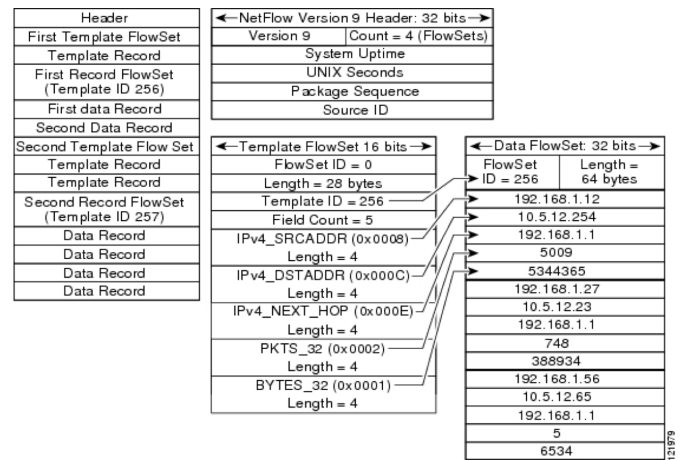 Header
First Template FlowSet
Template Record
First Record FlowSet
(Template ID 256)
First data Record
Second Data Record
Second Template Flow Set
Template Record
Template Record
Second Record FlowSet
(Template ID 257)
Data Record
Data Record
Data Record
Data Record
NetFlow Version 9 Header: 32 bits
Version 9
Count = 4 (FlowSets)
System Uptime
UNIX Seconds
Package Sequence
Source ID
Template FlowSet 16 bits
FlowSet ID = 0
Length = 28 bytes
Template ID = 256
Field Count = 5
IPv4_SRCADDR (0x0008)
Length = 4
IPv4_DSTADDR (0x000C)
Length = 4
IPv4_NEXT_HOP (0x000E)
Length = 4
PKTS_32 (0x0002)
Length = 4
BYTES_32 (0x0001)
Length = 4
Data FlowSet: 32 bits
FlowSet
ID = 256
Length =
64 bytes
192.168.1.12
10.5.12.254
192.168.1.1
5009
5344365
192.168.1.27
10.5.12.23
192.168.1.1
748
388934
192.168.1.56
10.5.12.65
192.168.1.1
5
6534
121979